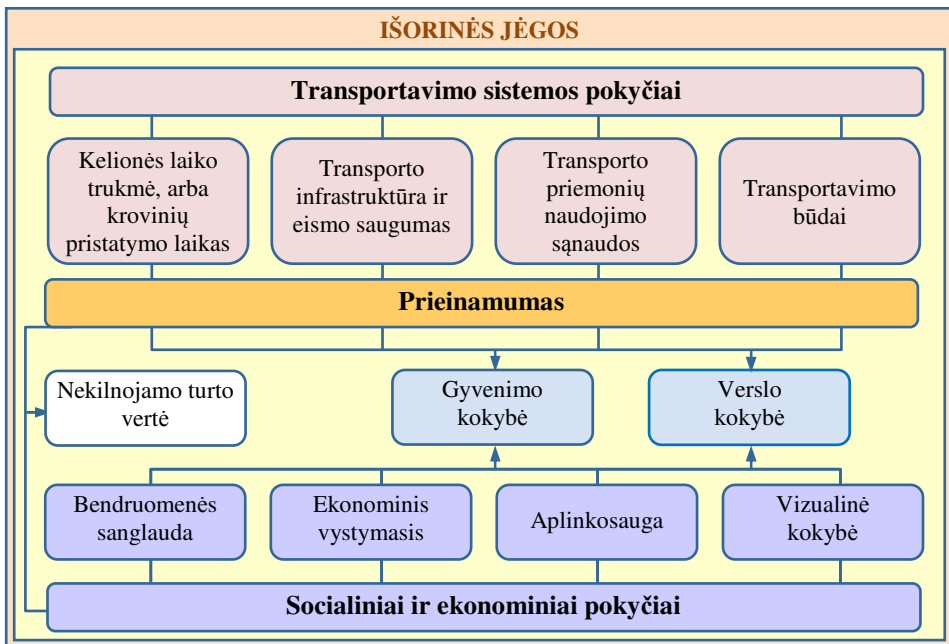 IŠORINĖS JĖGOS
Transportavimo sistemos pokyčiai
Kelionės laiko
trukmė, arba
krovinių
pristatymo laikas
Transporto
infrastruktūra ir
eismo saugumas
Transporto
priemonių
naudojimo
sąnaudos
Transportavimo
būdai
Prieinamumas
Nekilnojamo turto
vertė
Gyvenimo
kokybė
Verslo
kokybė
Bendruomenės
sanglauda
Ekonominis
vystymasis
Aplinkosauga
Vizualinė
kokybė
Socialiniai ir ekonominiai pokyčiai